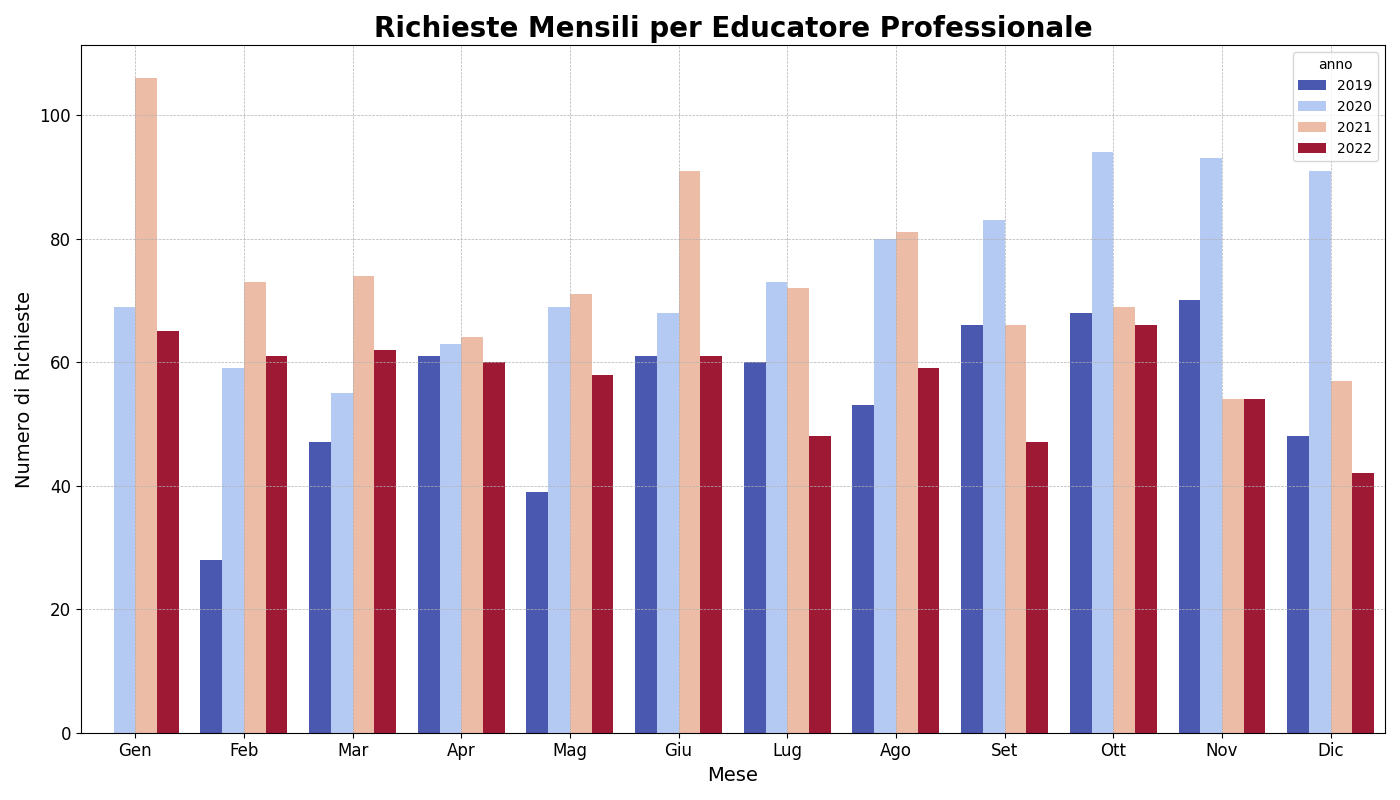 Richieste Mensili per Educatore Professionale
anno
2019
2020
2021
2022
Numero di Richieste
100
80
60
40
20
0
Gen Feb Mar Apr Mag Giu Lug Ago Set Ott Nov Dic
Mese